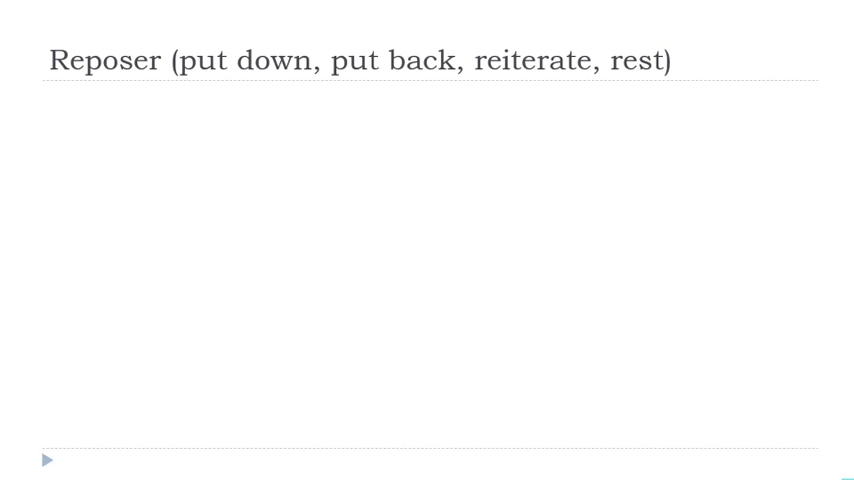 Reposer (put down, put back, reiterate, rest)